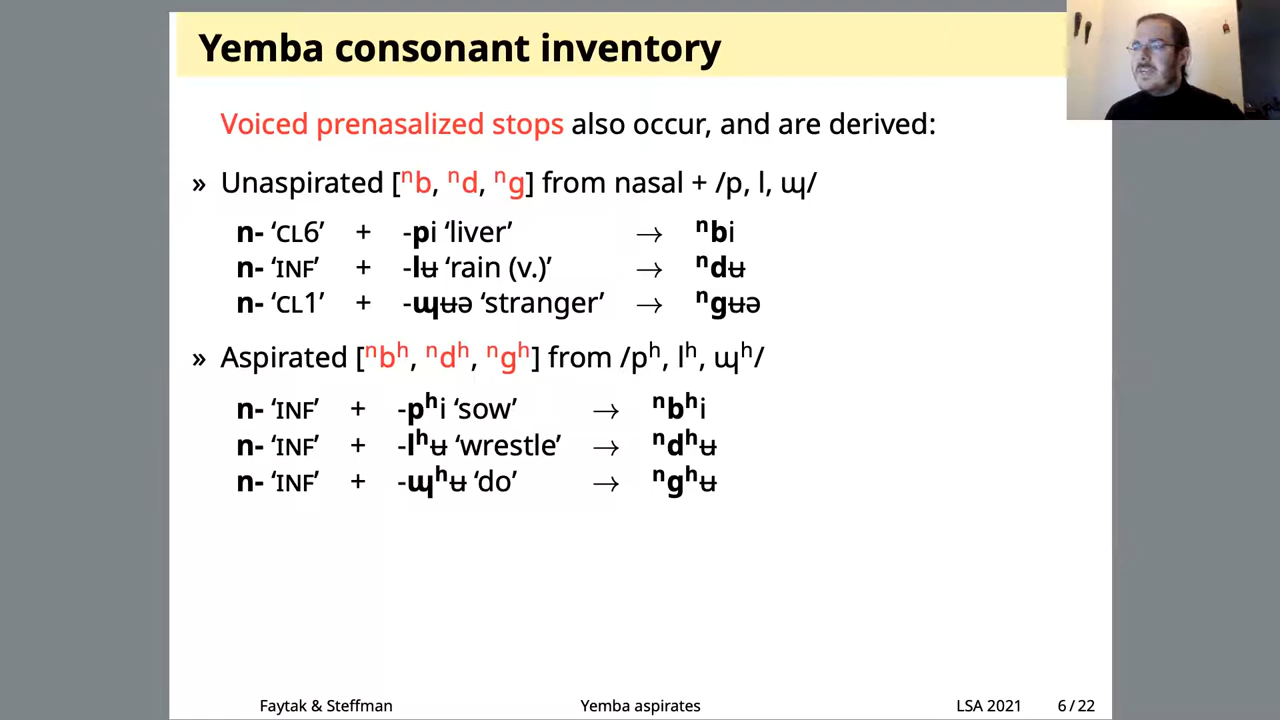 Yemba consonant inventory
Voiced prenasalized stops also occur, and are derived:
» Unaspirated [ⁿb, ⁿd, ⁿg] from nasal + /p, l, ɰ/
n- ‘CL6’ + -pi ‘liver’ → ⁿbi
n- ‘INF’ + -lʉ ‘rain (v.)’ → ⁿdʉ
n- ‘CL1’ + -ɰʉə ‘stranger’ → ⁿgʉə
» Aspirated [ⁿbʰ, ⁿdʰ, ⁿgʰ] from /pʰ, lʰ, ɰʰ/
n- ‘INF’ + -pʰi ‘sow’ → ⁿbʰi
n- ‘INF’ + -lʰʉ ‘wrestle’ → ⁿdʰʉ
n- ‘INF’ + -ɰʰʉ ‘do’ → ⁿgʰʉ
Faytak & Steffman Yemba aspirates LSA 2021 6 / 22